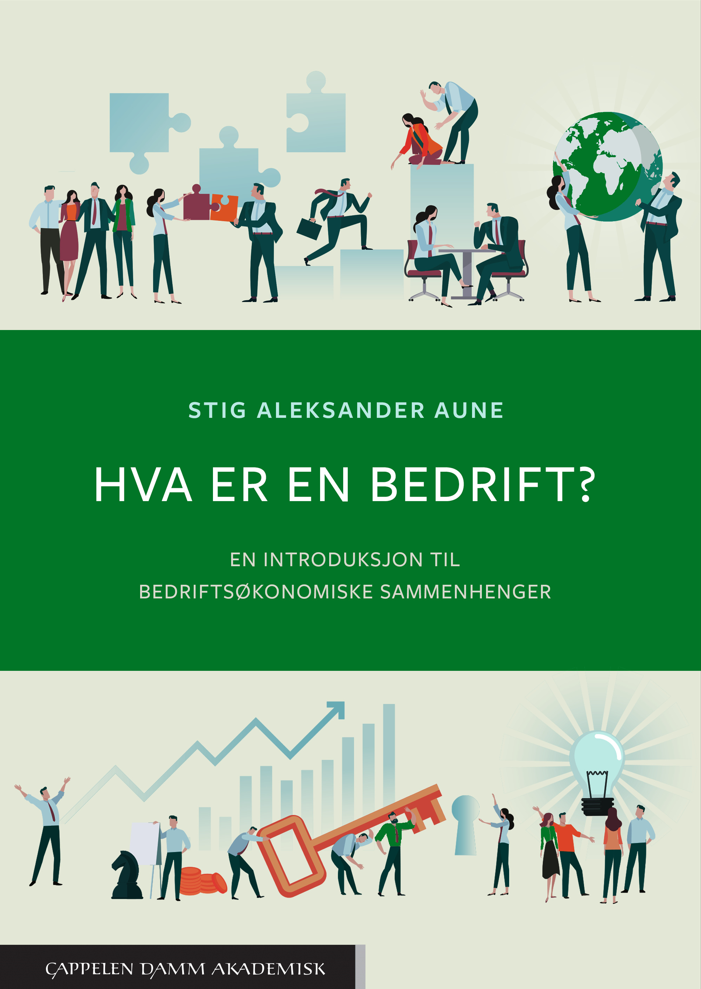 STIG ALEKSANDER AUNE
HVA ER EN BEDRIFT?
EN INTRODUKSJON TIL
BEDRIFTSØKONOMISKE SAMMENHENGER
CAPPELEN DAMM AKADEMISK